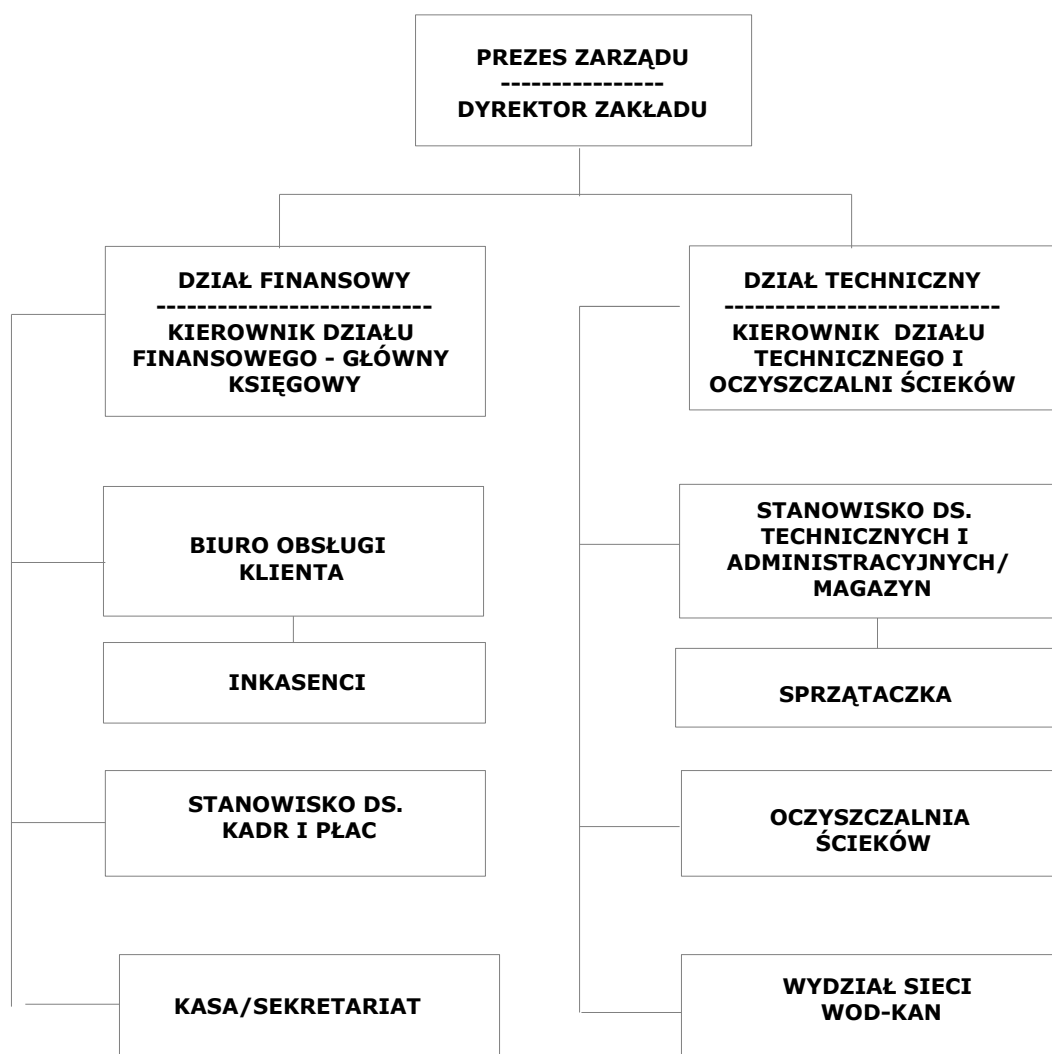 PREZES ZARZĄDU
----------------
DYREKTOR ZAKŁADU
DZIAŁ FINANSOWY
---------------------------
KIEROWNIK DZIAŁU
FINANSOWEGO - GŁÓWNY
KSIĘGOWY
DZIAŁ TECHNICZNY
---------------------------
KIEROWNIK  DZIAŁU
TECHNICZNEGO I
OCZYSZCZALNI ŚCIEKÓW
BIURO OBSŁUGI
KLIENTA
STANOWISKO DS.
TECHNICZNYCH I
ADMINISTRACYJNYCH/
MAGAZYN
INKASENCI
SPRZĄTACZKA
STANOWISKO DS.
KADR I PŁAC
OCZYSZCZALNIA
ŚCIEKÓW
KASA/SEKRETARIAT
WYDZIAŁ SIECI
WOD-KAN